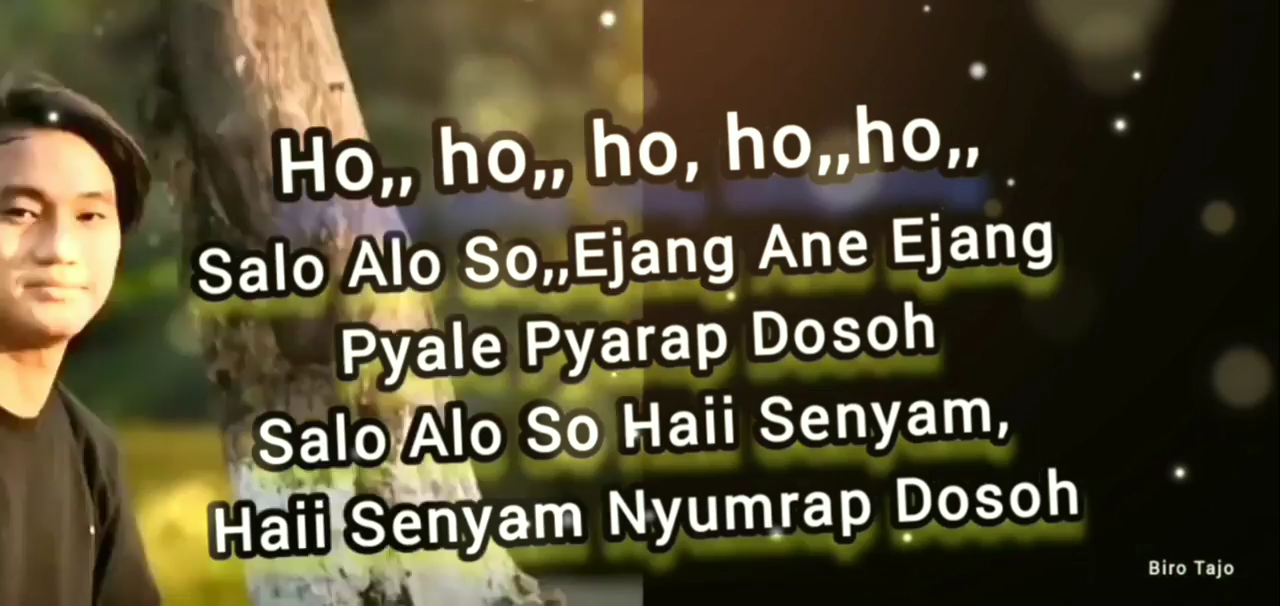 Ho,, ho,, ho, ho,,ho,,
Salo Alo So,,Ejang Ane Ejang
Pyale Pyarap Dosoh
Salo Alo So Haii Senyam,
Haii Senyam Nyumrap Dosoh
Biro Tajo